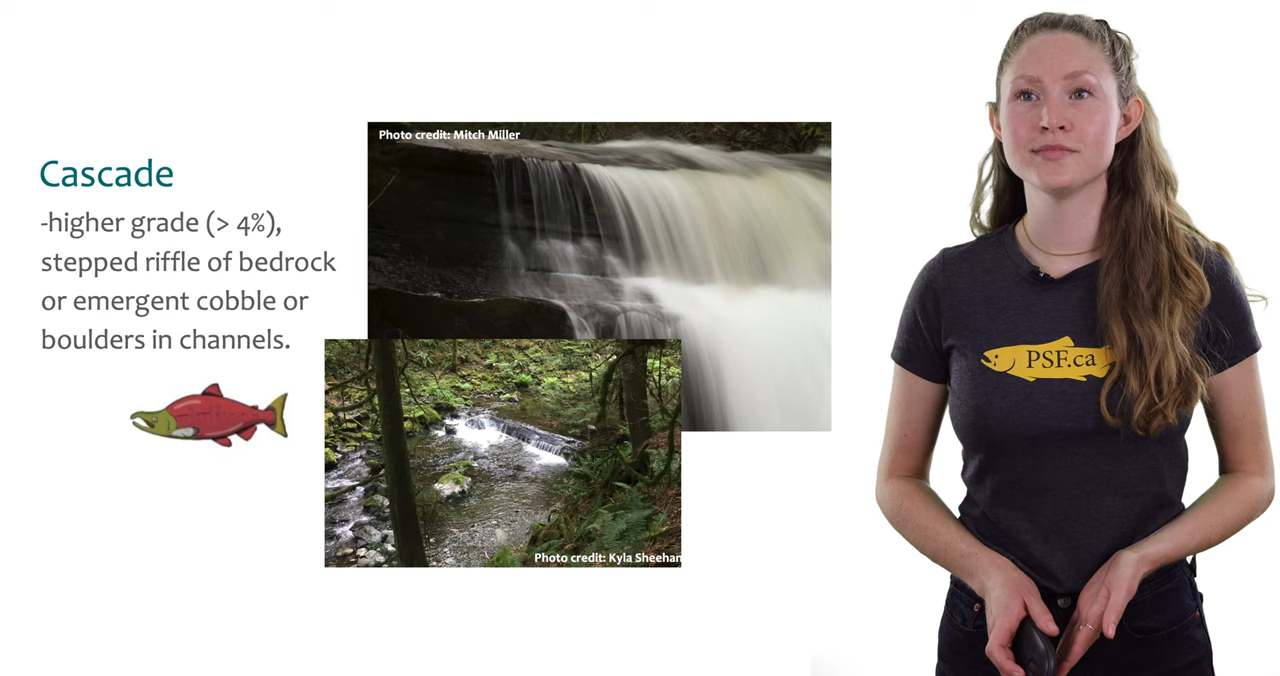 Photo credit: Mitch Miller
Cascade
-higher grade (> 4%),
stepped riffle of bedrock
or emergent cobble or
boulders in channels.
PSF.ca
Photo credit: Kyla Sheehan